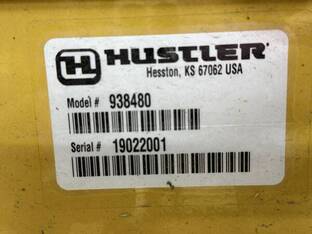 H HUSTLER
Hesston, KS 67062 USA
Model # 938480
Serial # 19022001